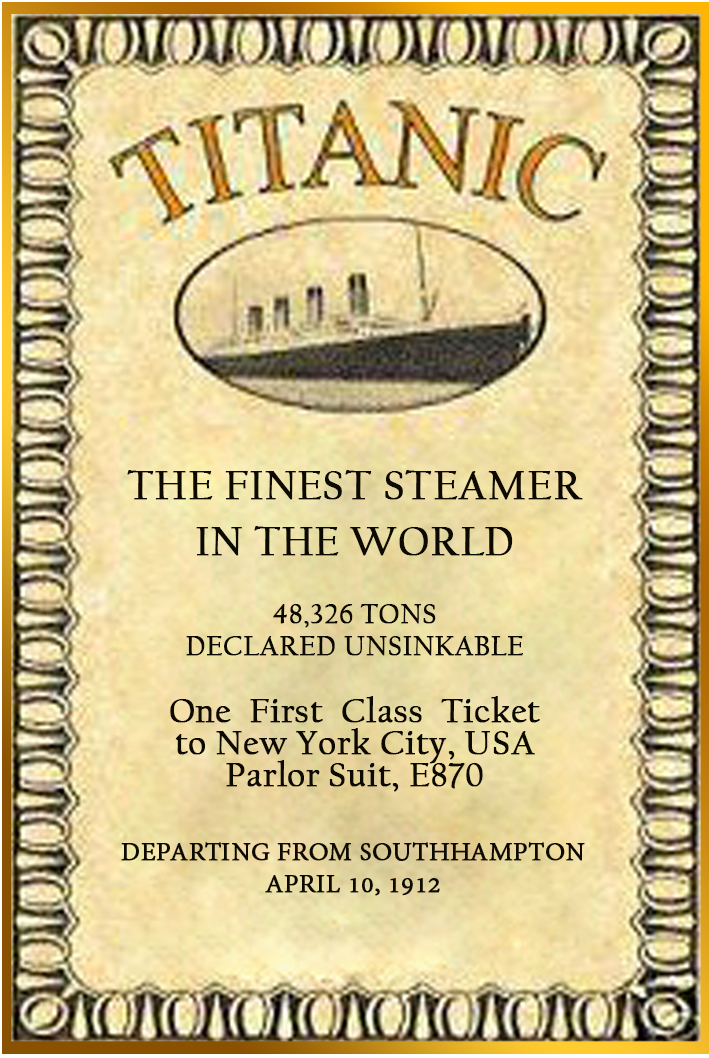 TITANIC
THE FINEST STEAMER
IN THE WORLD
48,326 TONS
DECLARED UNSINKABLE
One First Class Ticket
to New York City, USA
Parlor Suit, E870
DEPARTING FROM SOUTHHAMPTON
APRIL 10, 1912